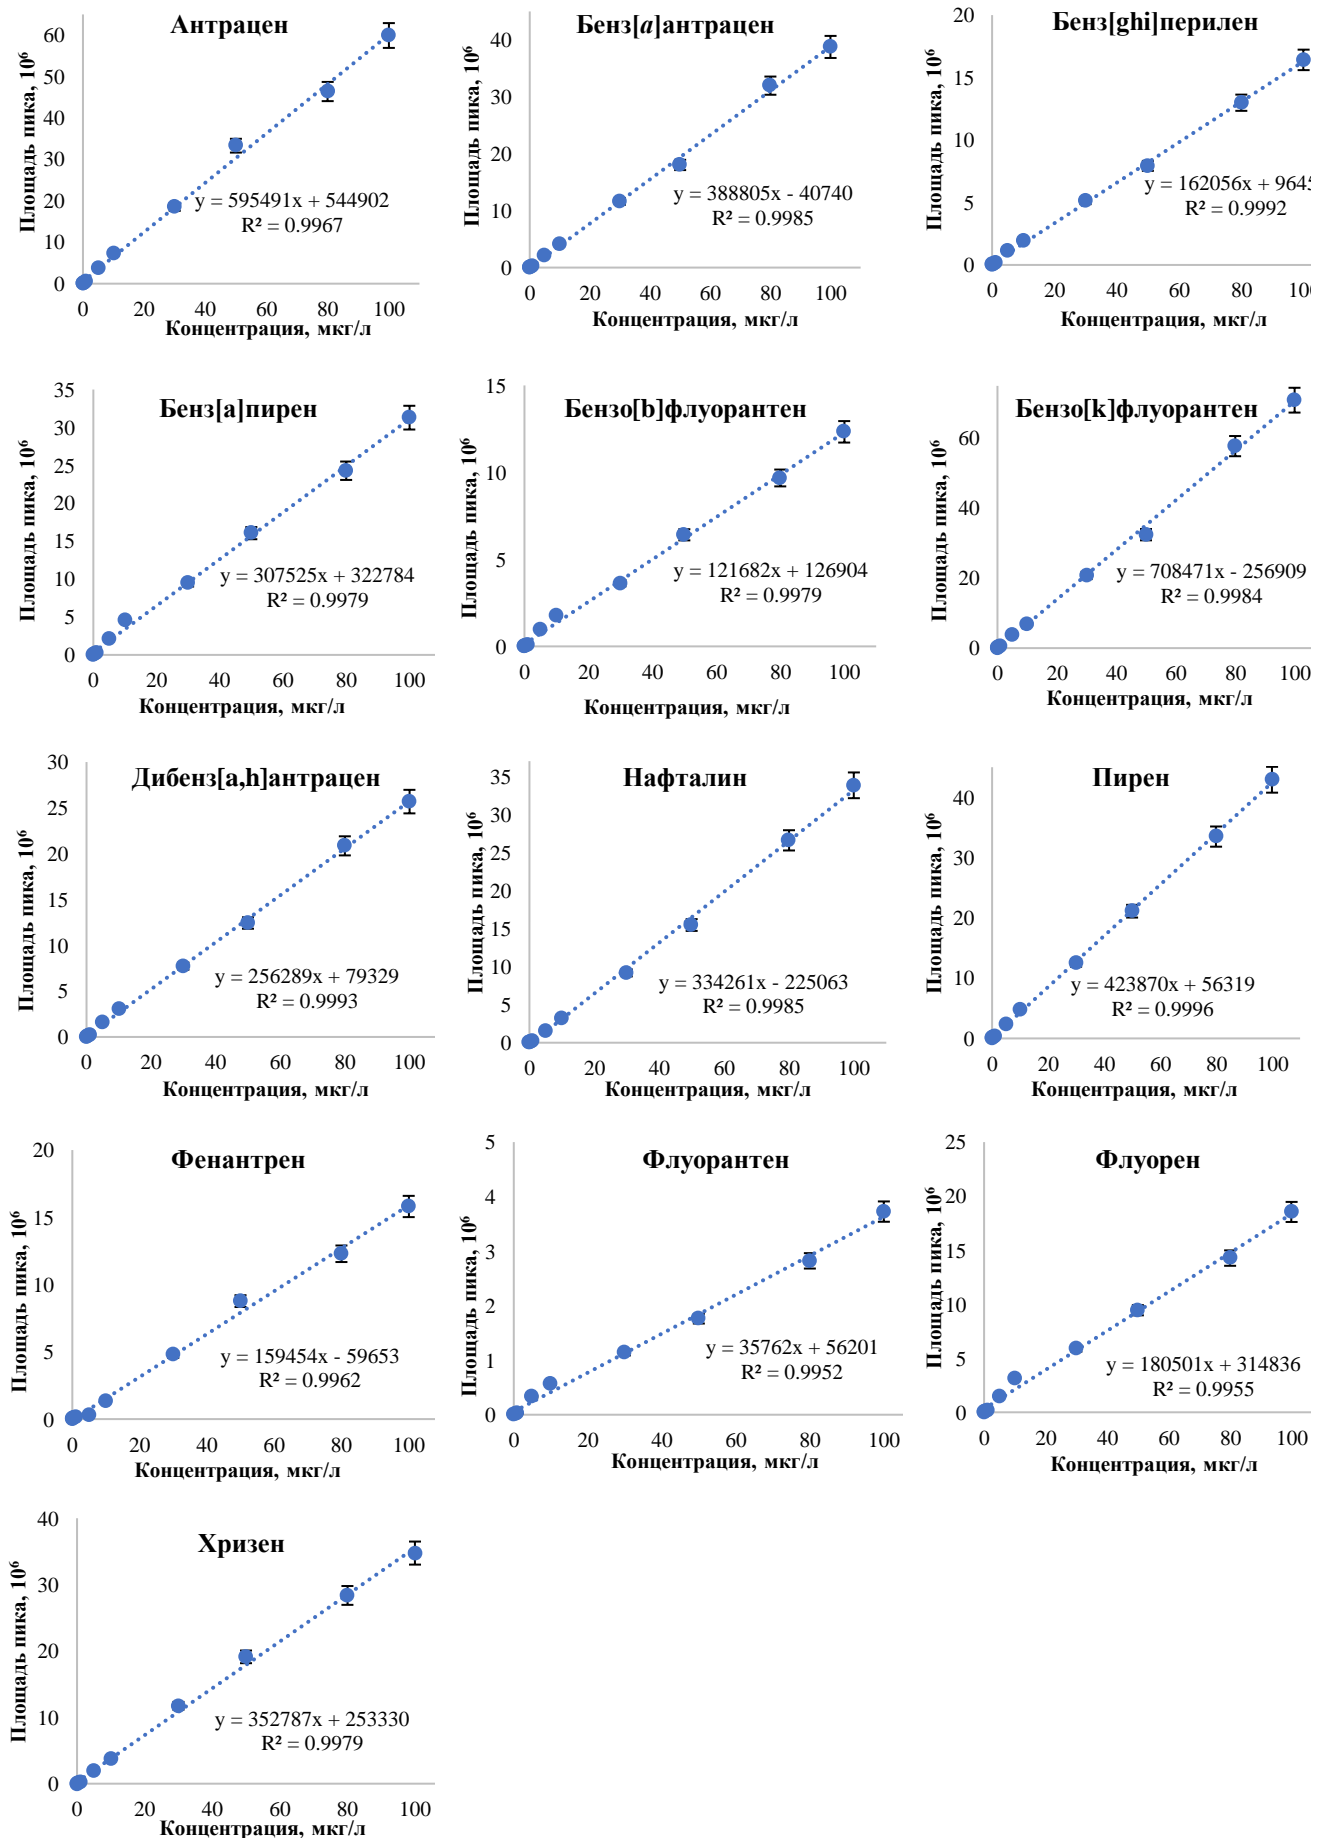 Антрацен
Площадь пика, 10⁶
60
50
40
30
20
10
0
y = 595491x + 544902
R² = 0.9967
0 20 40 60 80 100
Концентрация, мкг/л
Бенз[a]антрацен
Площадь пика, 10⁶
40
30
20
10
0
y = 388805x - 40740
R² = 0.9985
0 20 40 60 80 100
Концентрация, мкг/л
Бенз[ghi]перилен
Площадь пика, 10⁶
20
15
10
5
0
y = 162056x + 9645
R² = 0.9992
0 20 40 60 80 10
Концентрация, мкг/л
Бенз[a]пирен
Площадь пика, 10⁶
35
30
25
20
15
10
5
0
y = 307525x + 322784
R² = 0.9979
0 20 40 60 80 100
Концентрация, мкг/л
Бензо[b]флуорантен
Площадь пика, 10⁶
15
10
5
0
y = 121682x + 126904
R² = 0.9979
0 20 40 60 80 100
Концентрация, мкг/л
Бензо[k]флуорантен
Площадь пика, 10⁶
60
40
20
0
y = 708471x - 256909
R² = 0.9984
0 20 40 60 80 100
Концентрация, мкг/л
Дибенз[a,h]антрацен
Площадь пика, 10⁶
30
25
20
15
10
5
0
y = 256289x + 79329
R² = 0.9993
0 20 40 60 80 100
Концентрация, мкг/л
Нафталин
Площадь пика, 10⁶
35
30
25
20
15
10
5
0
y = 334261x - 225063
R² = 0.9985
0 20 40 60 80 100
Концентрация, мкг/л
Пирен
Площадь пика, 10⁶
40
30
20
10
0
y = 423870x + 56319
R² = 0.9996
0 20 40 60 80 100
Концентрация, мкг/л
Фенантрен
Площадь пика, 10⁶
20
15
10
5
0
y = 159454x - 59653
R² = 0.9962
0 20 40 60 80 100
Концентрация, мкг/л
Флуорантен
Площадь пика, 10⁶
5
4
3
2
1
0
y = 35762x + 56201
R² = 0.9952
0 20 40 60 80 100
Концентрация, мкг/л
Флуорен
Площадь пика, 10⁶
25
20
15
10
5
0
y = 180501x + 314836
R² = 0.9955
0 20 40 60 80 100
Концентрация, мкг/л
Хризен
Площадь пика, 10⁶
40
30
20
10
0
y = 352787x + 253330
R² = 0.9979
0 20 40 60 80 100
Концентрация, мкг/л